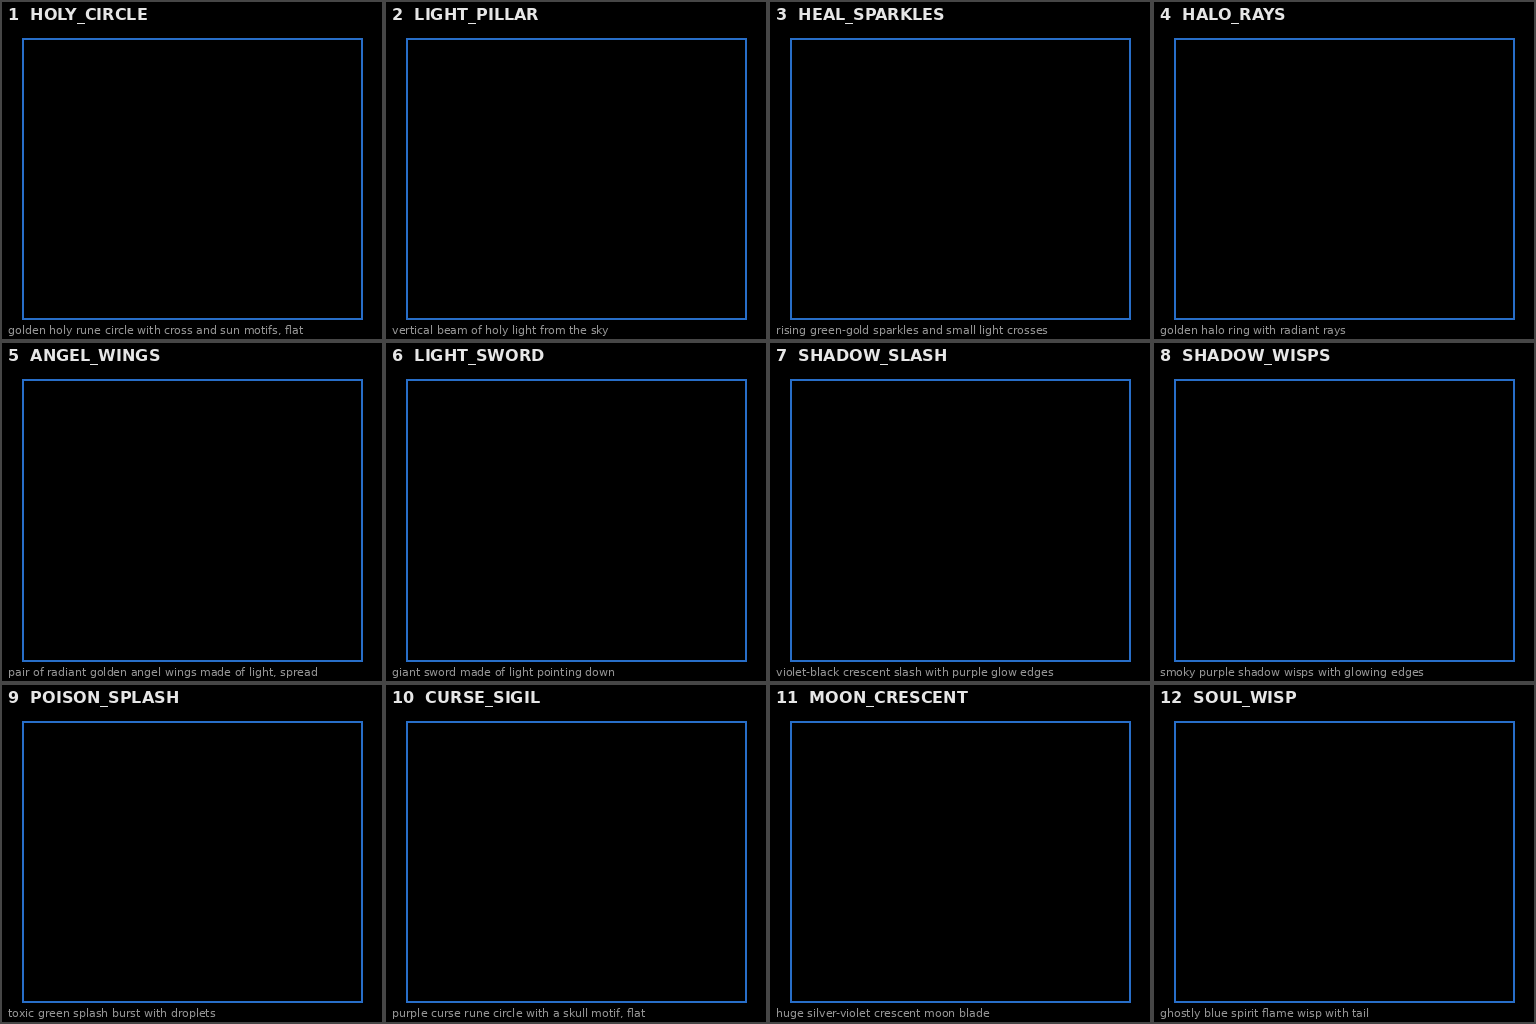 1 HOLY_CIRCLE
golden holy rune circle with cross and sun motifs, flat
2 LIGHT_PILLAR
vertical beam of holy light from the sky
3 HEAL_SPARKLES
rising green-gold sparkles and small light crosses
4 HALO_RAYS
golden halo ring with radiant rays
5 ANGEL_WINGS
pair of radiant golden angel wings made of light, spread
6 LIGHT_SWORD
giant sword made of light pointing down
7 SHADOW_SLASH
violet-black crescent slash with purple glow edges
8 SHADOW_WISPS
smoky purple shadow wisps with glowing edges
9 POISON_SPLASH
toxic green splash burst with droplets
10 CURSE_SIGIL
purple curse rune circle with a skull motif, flat
11 MOON_CRESCENT
huge silver-violet crescent moon blade
12 SOUL_WISP
ghostly blue spirit flame wisp with tail